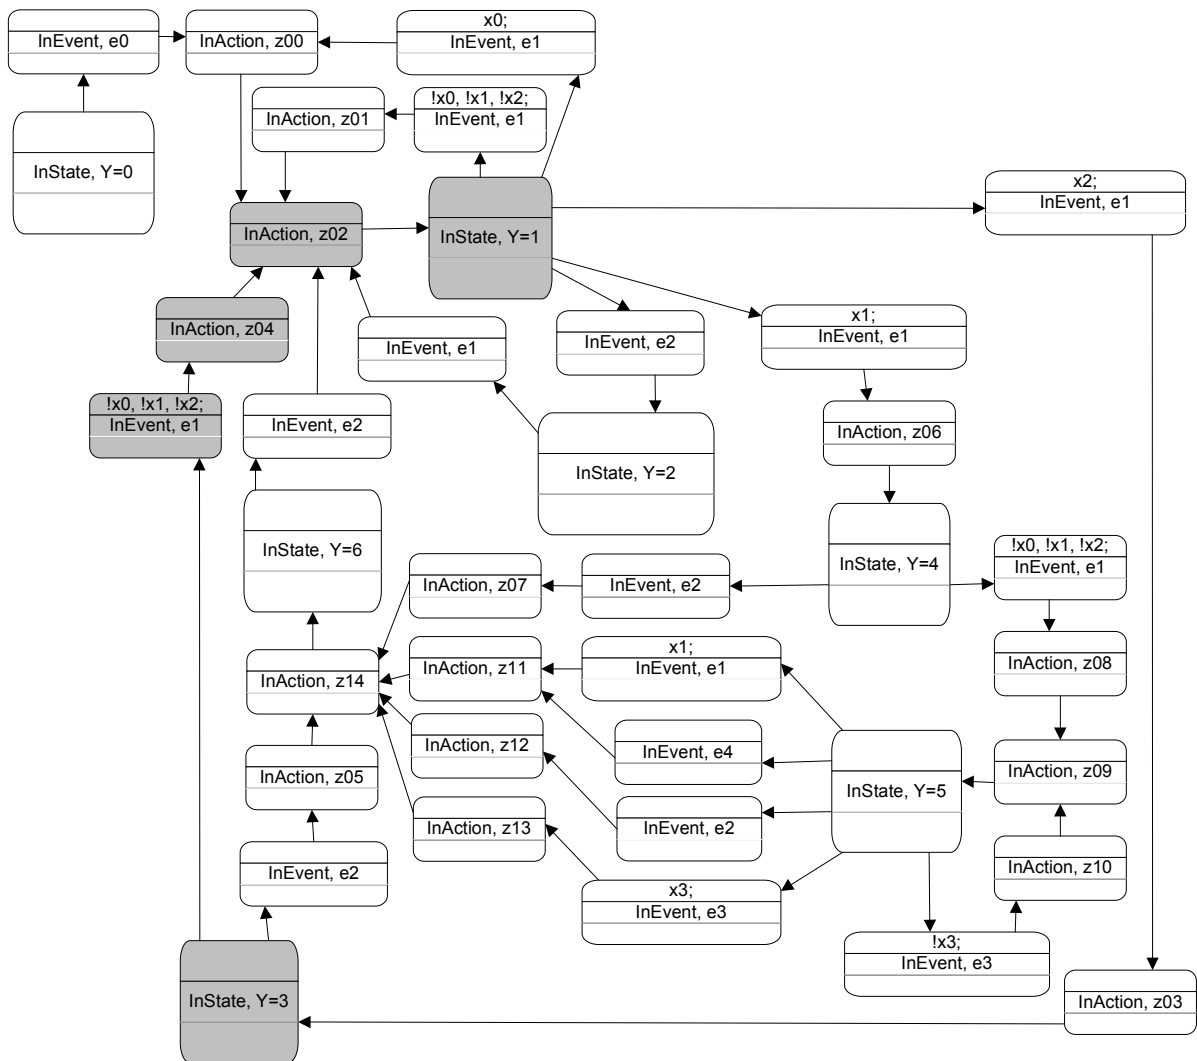 x0;
InEvent, e0
InAction, z00
InEvent, e1
!x0, !x1, !x2;
InAction, z01
InEvent, e1
InState, Y=0
x2;
InEvent, e1
InAction, z02
InState, Y=1
x1;
InAction, z04
InEvent, e1
InEvent, e2
InEvent, e1
!x0, !x1, !x2;
InEvent, e1
InEvent, e2
InAction, z06
InState, Y=2
!x0, !x1, !x2;
InState, Y=6
InState, Y=4
InEvent, e1
InAction, z07
InEvent, e2
x1;
InAction, z14
InAction, z11
InEvent, e1
InAction, z08
InAction, z12
InEvent, e4
InAction, z05
InState, Y=5
InAction, z09
InAction, z13
InEvent, e2
InEvent, e2
InAction, z10
x3;
InEvent, e3
!x3;
InEvent, e3
InState, Y=3
InAction, z03